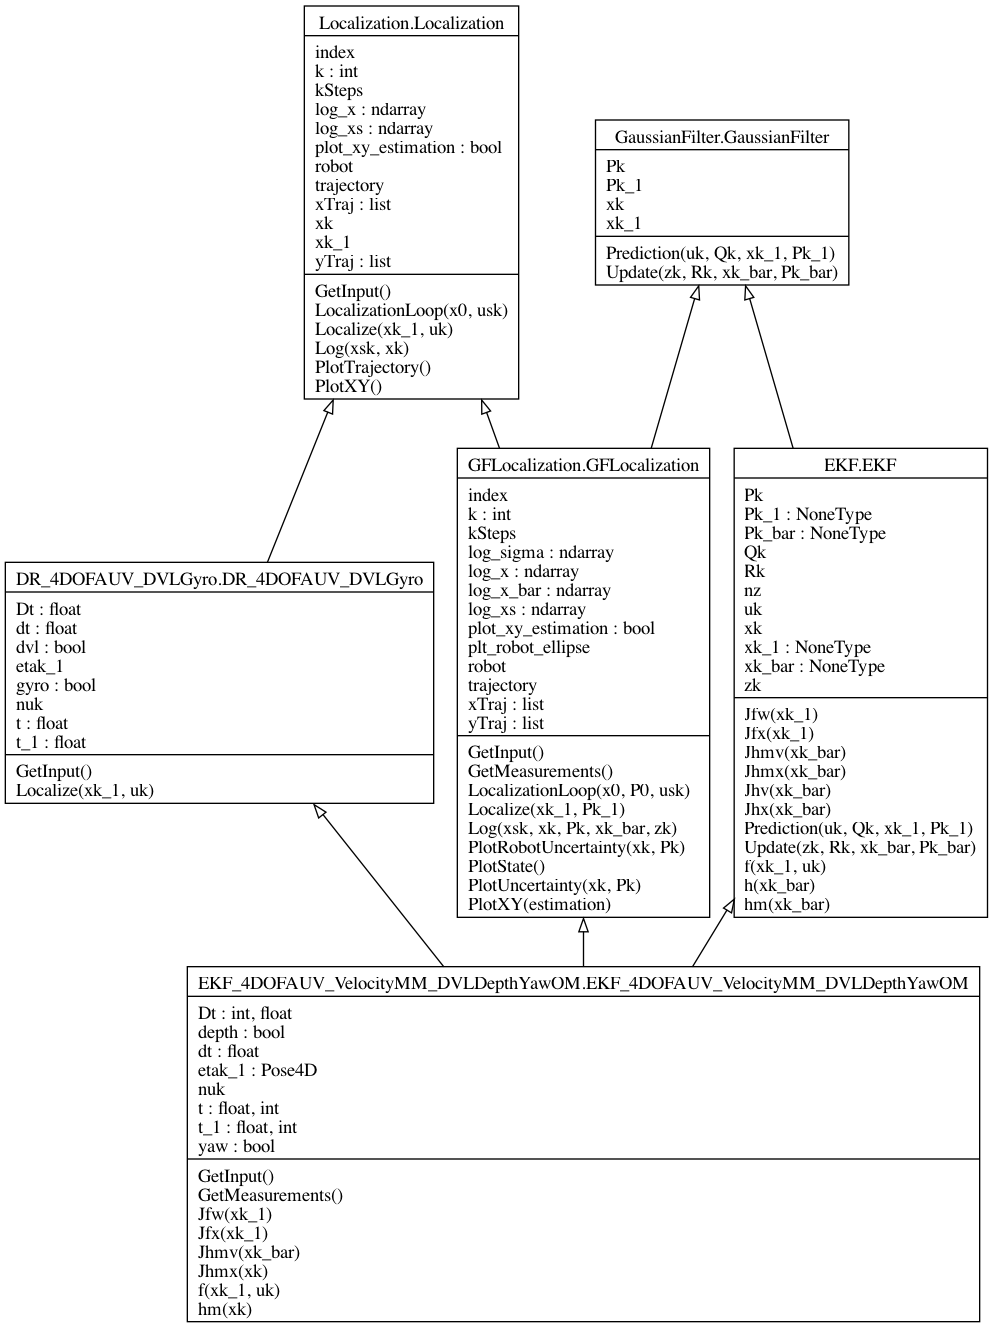 Localization.Localization
index
k : int
kSteps
log_x : ndarray
log_xs : ndarray
plot_xy_estimation : bool
robot
trajectory
xTraj : list
xk
xk_1
yTraj : list
GetInput()
LocalizationLoop(x0, usk)
Localize(xk_1, uk)
Log(xsk, xk)
PlotTrajectory()
PlotXY()
GaussianFilter.GaussianFilter
Pk
Pk_1
xk
xk_1
Prediction(uk, Qk, xk_1, Pk_1)
Update(zk, Rk, xk_bar, Pk_bar)
DR_4DOFAUV_DVLGyro.DR_4DOFAUV_DVLGyro
Dt : float
dt : float
dvl : bool
etak_1
gyro : bool
nuk
t : float
t_1 : float
GetInput()
Localize(xk_1, uk)
GFLocalization.GFLocalization
index
k : int
kSteps
log_sigma : ndarray
log_x : ndarray
log_x_bar : ndarray
log_xs : ndarray
plot_xy_estimation : bool
plt_robot_ellipse
robot
trajectory
xTraj : list
yTraj : list
GetInput()
GetMeasurements()
LocalizationLoop(x0, P0, usk)
Localize(xk_1, Pk_1)
Log(xsk, xk, Pk, xk_bar, zk)
PlotRobotUncertainty(xk, Pk)
PlotState()
PlotUncertainty(xk, Pk)
PlotXY(estimation)
EKF.EKF
Pk
Pk_1 : NoneType
Pk_bar : NoneType
Qk
Rk
nz
uk
xk
xk_1 : NoneType
xk_bar : NoneType
zk
Jfw(xk_1)
Jfx(xk_1)
Jhmv(xk_bar)
Jhmx(xk_bar)
Jhv(xk_bar)
Jhx(xk_bar)
Prediction(uk, Qk, xk_1, Pk_1)
Update(zk, Rk, xk_bar, Pk_bar)
f(xk_1, uk)
h(xk_bar)
hm(xk_bar)
EKF_4DOFAUV_VelocityMM_DVLDepthYawOM.EKF_4DOFAUV_VelocityMM_DVLDepthYawOM
Dt : int, float
depth : bool
dt : float
etak_1 : Pose4D
nuk
t : float, int
t_1 : float, int
yaw : bool
GetInput()
GetMeasurements()
Jfw(xk_1)
Jfx(xk_1)
Jhmv(xk_bar)
Jhmx(xk)
f(xk_1, uk)
hm(xk)